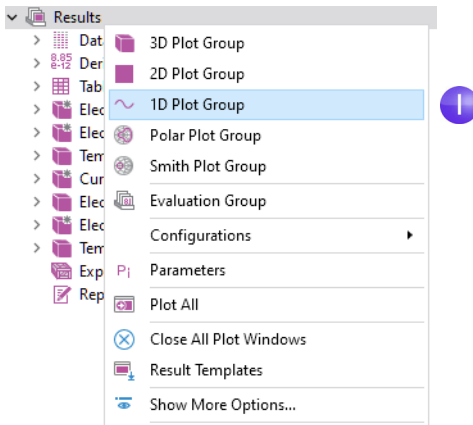 Results
Dat
3D Plot Group
8.85
e-12
Der
2D Plot Group
Tab
1D Plot Group
I
Elec
Elec
Polar Plot Group
Tem
Smith Plot Group
Cur
Elec
Evaluation Group
Elec
Configurations
Tem
Exp
Pi Parameters
Rep
Plot All
Close All Plot Windows
Result Templates
Show More Options...